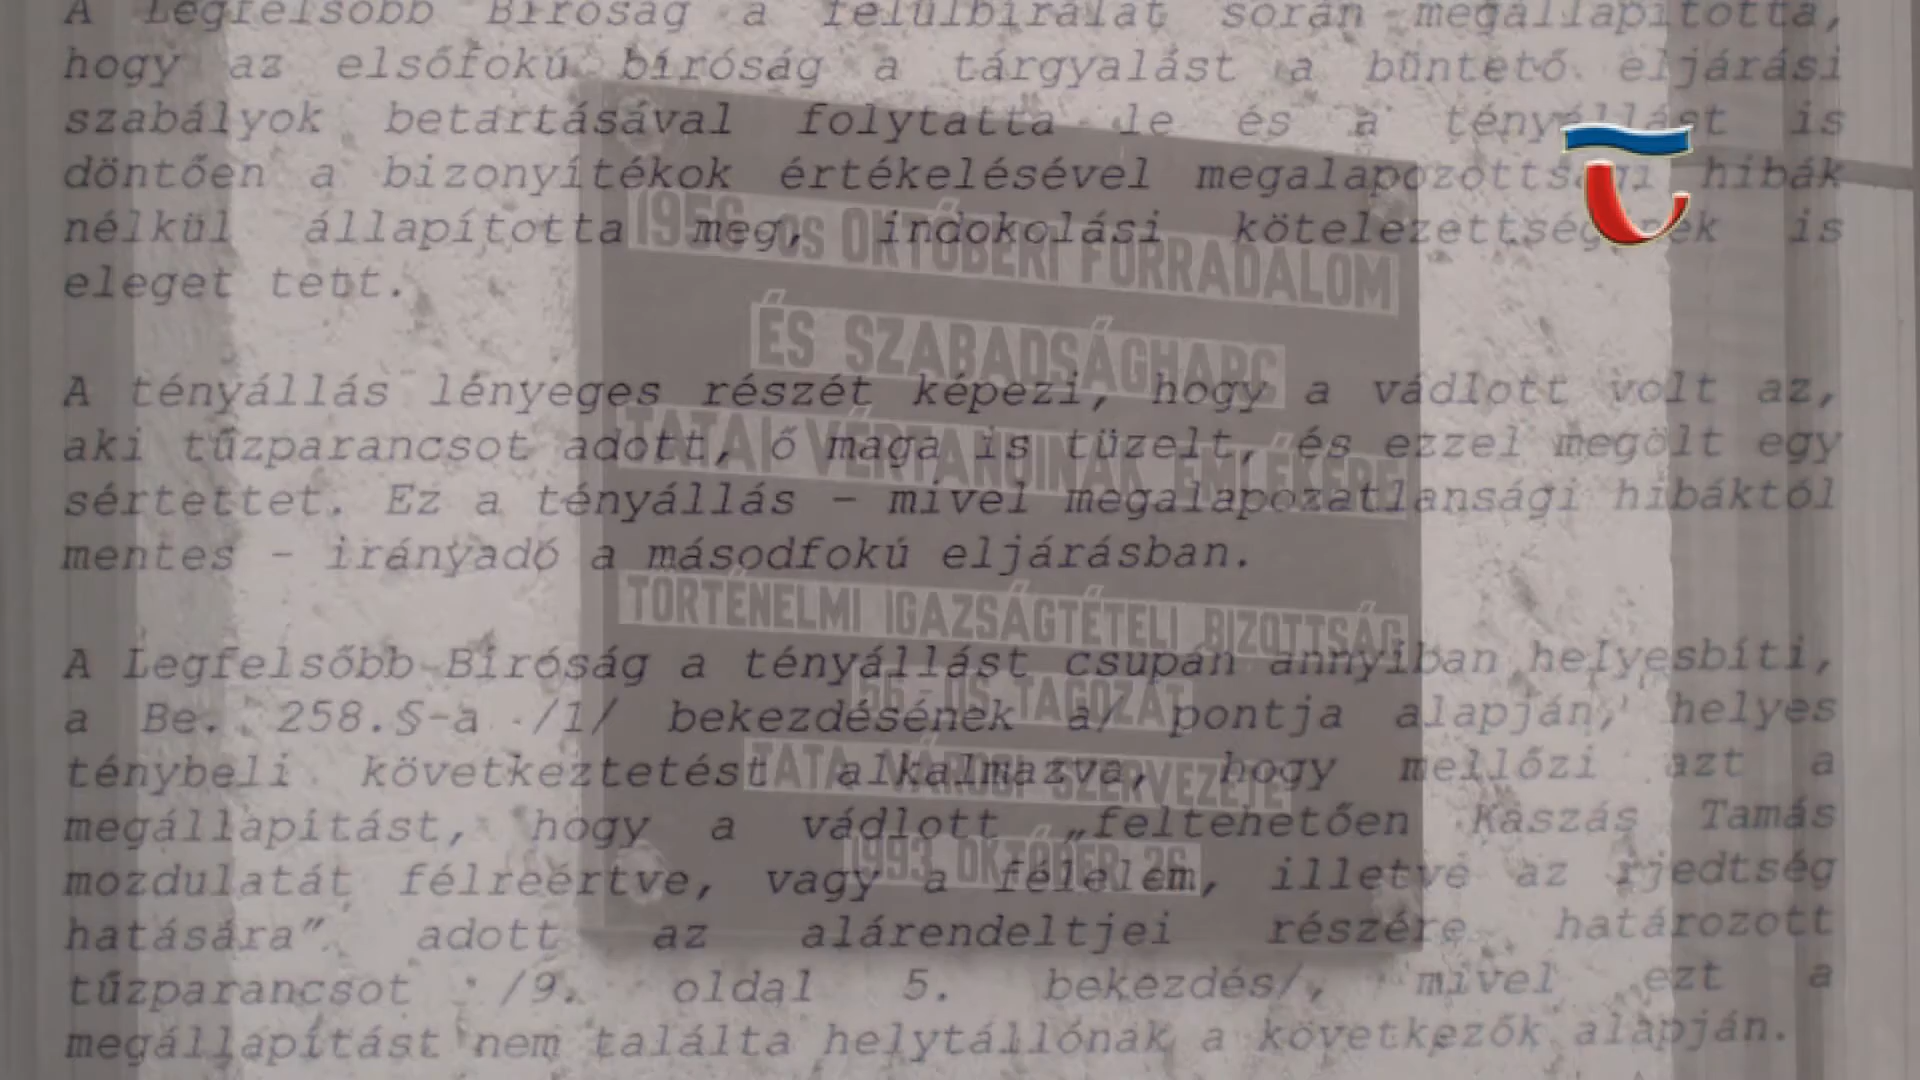 A Legfelsőbb Bíróság a felülbírálat során megállapította,
hogy az elsőfokú bíróság a tárgyalást a büntető eljárási
szabályok betartásával folytatta le és a tényállást is
döntően a bizonyítékok értékelésével megalapozottsági hibák
nélkül állapította meg, indokolási kötelezettségének is
eleget tett.
A tényállás lényeges részét képezi, hogy a vádlott volt az,
aki tűzparancsot adott, ő maga is tüzelt, és ezzel megölt egy
sértettet. Ez a tényállás - mivel megalapozatlansági hibáktól
mentes - irányadó a másodfokú eljárásban.
A Legfelsőbb Bíróság a tényállást csupán annyiban helyesbíti,
a Be. 258.§-a /1/ bekezdésének a/ pontja alapján, helyes
ténybeli következtetést alkalmazva, hogy mellőzi azt a
megállapítást, hogy a vádlott „feltehetően Kaszás Tamás
mozdulatát félreértve, vagy a félelem, illetve az ijedtség
hatására" adott az alárendeltjei részére határozott
tűzparancsot /9. oldal 5. bekezdés/, mivel ezt a
megállapítást nem találta helytállónak a következők alapján.
1956-OS OKTÓBERI FORRADALOM
ÉS SZABADSÁGHARC
TATAI VÉRTANÚINAK EMLÉKÉRE
TÖRTÉNELMI IGAZSÁGTÉTELI BIZOTTSÁG
56-OS TAGOZAT
TATA VÁROSI SZERVEZETE
1993. OKTÓBER 26.